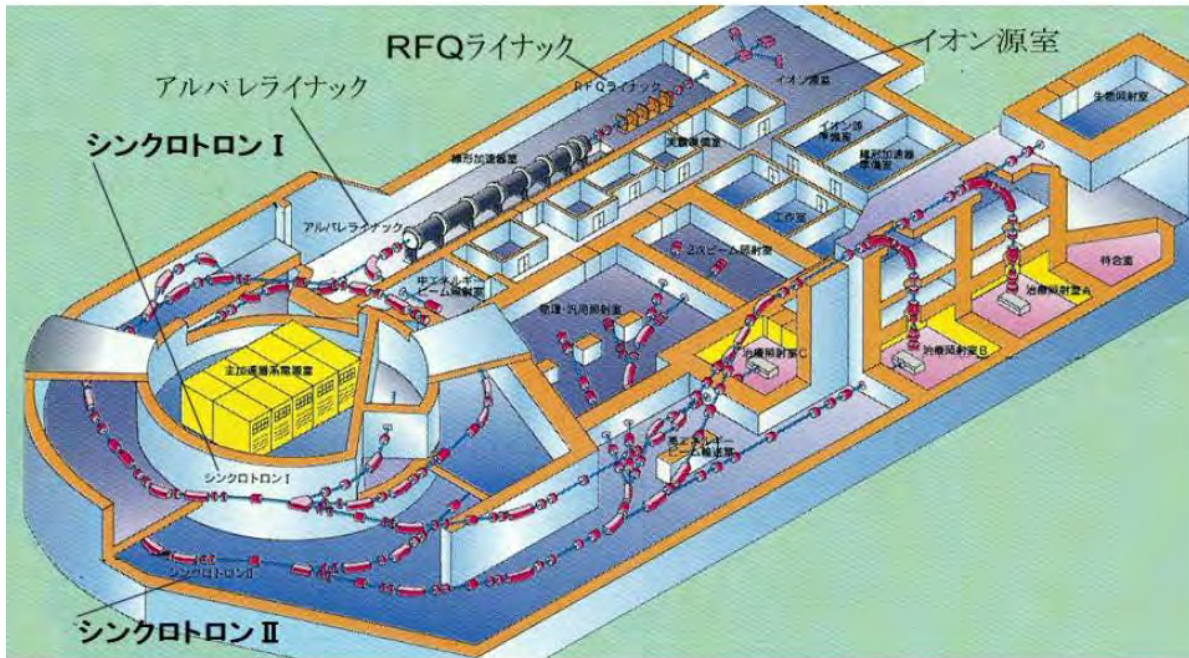 RFQライナック
イオン源室
アルバレライナック
シンクロトロンⅠ
RFQライナック
イオン源室
生物照射室
イオン源
準備室
線形加速器
準備室
実験準備室
線形加速器室
工作室
アルバレライナック
2次ビーム照射室
中エネルギー
ビーム照射室
物理・汎用照射室
待合室
治療照射室A
治療照射室B
治療照射室C
主加速器系電源室
高エネルギー
ビーム輸送室
シンクロトロンⅠ
シンクロトロンⅡ
シンクロトロンⅡ